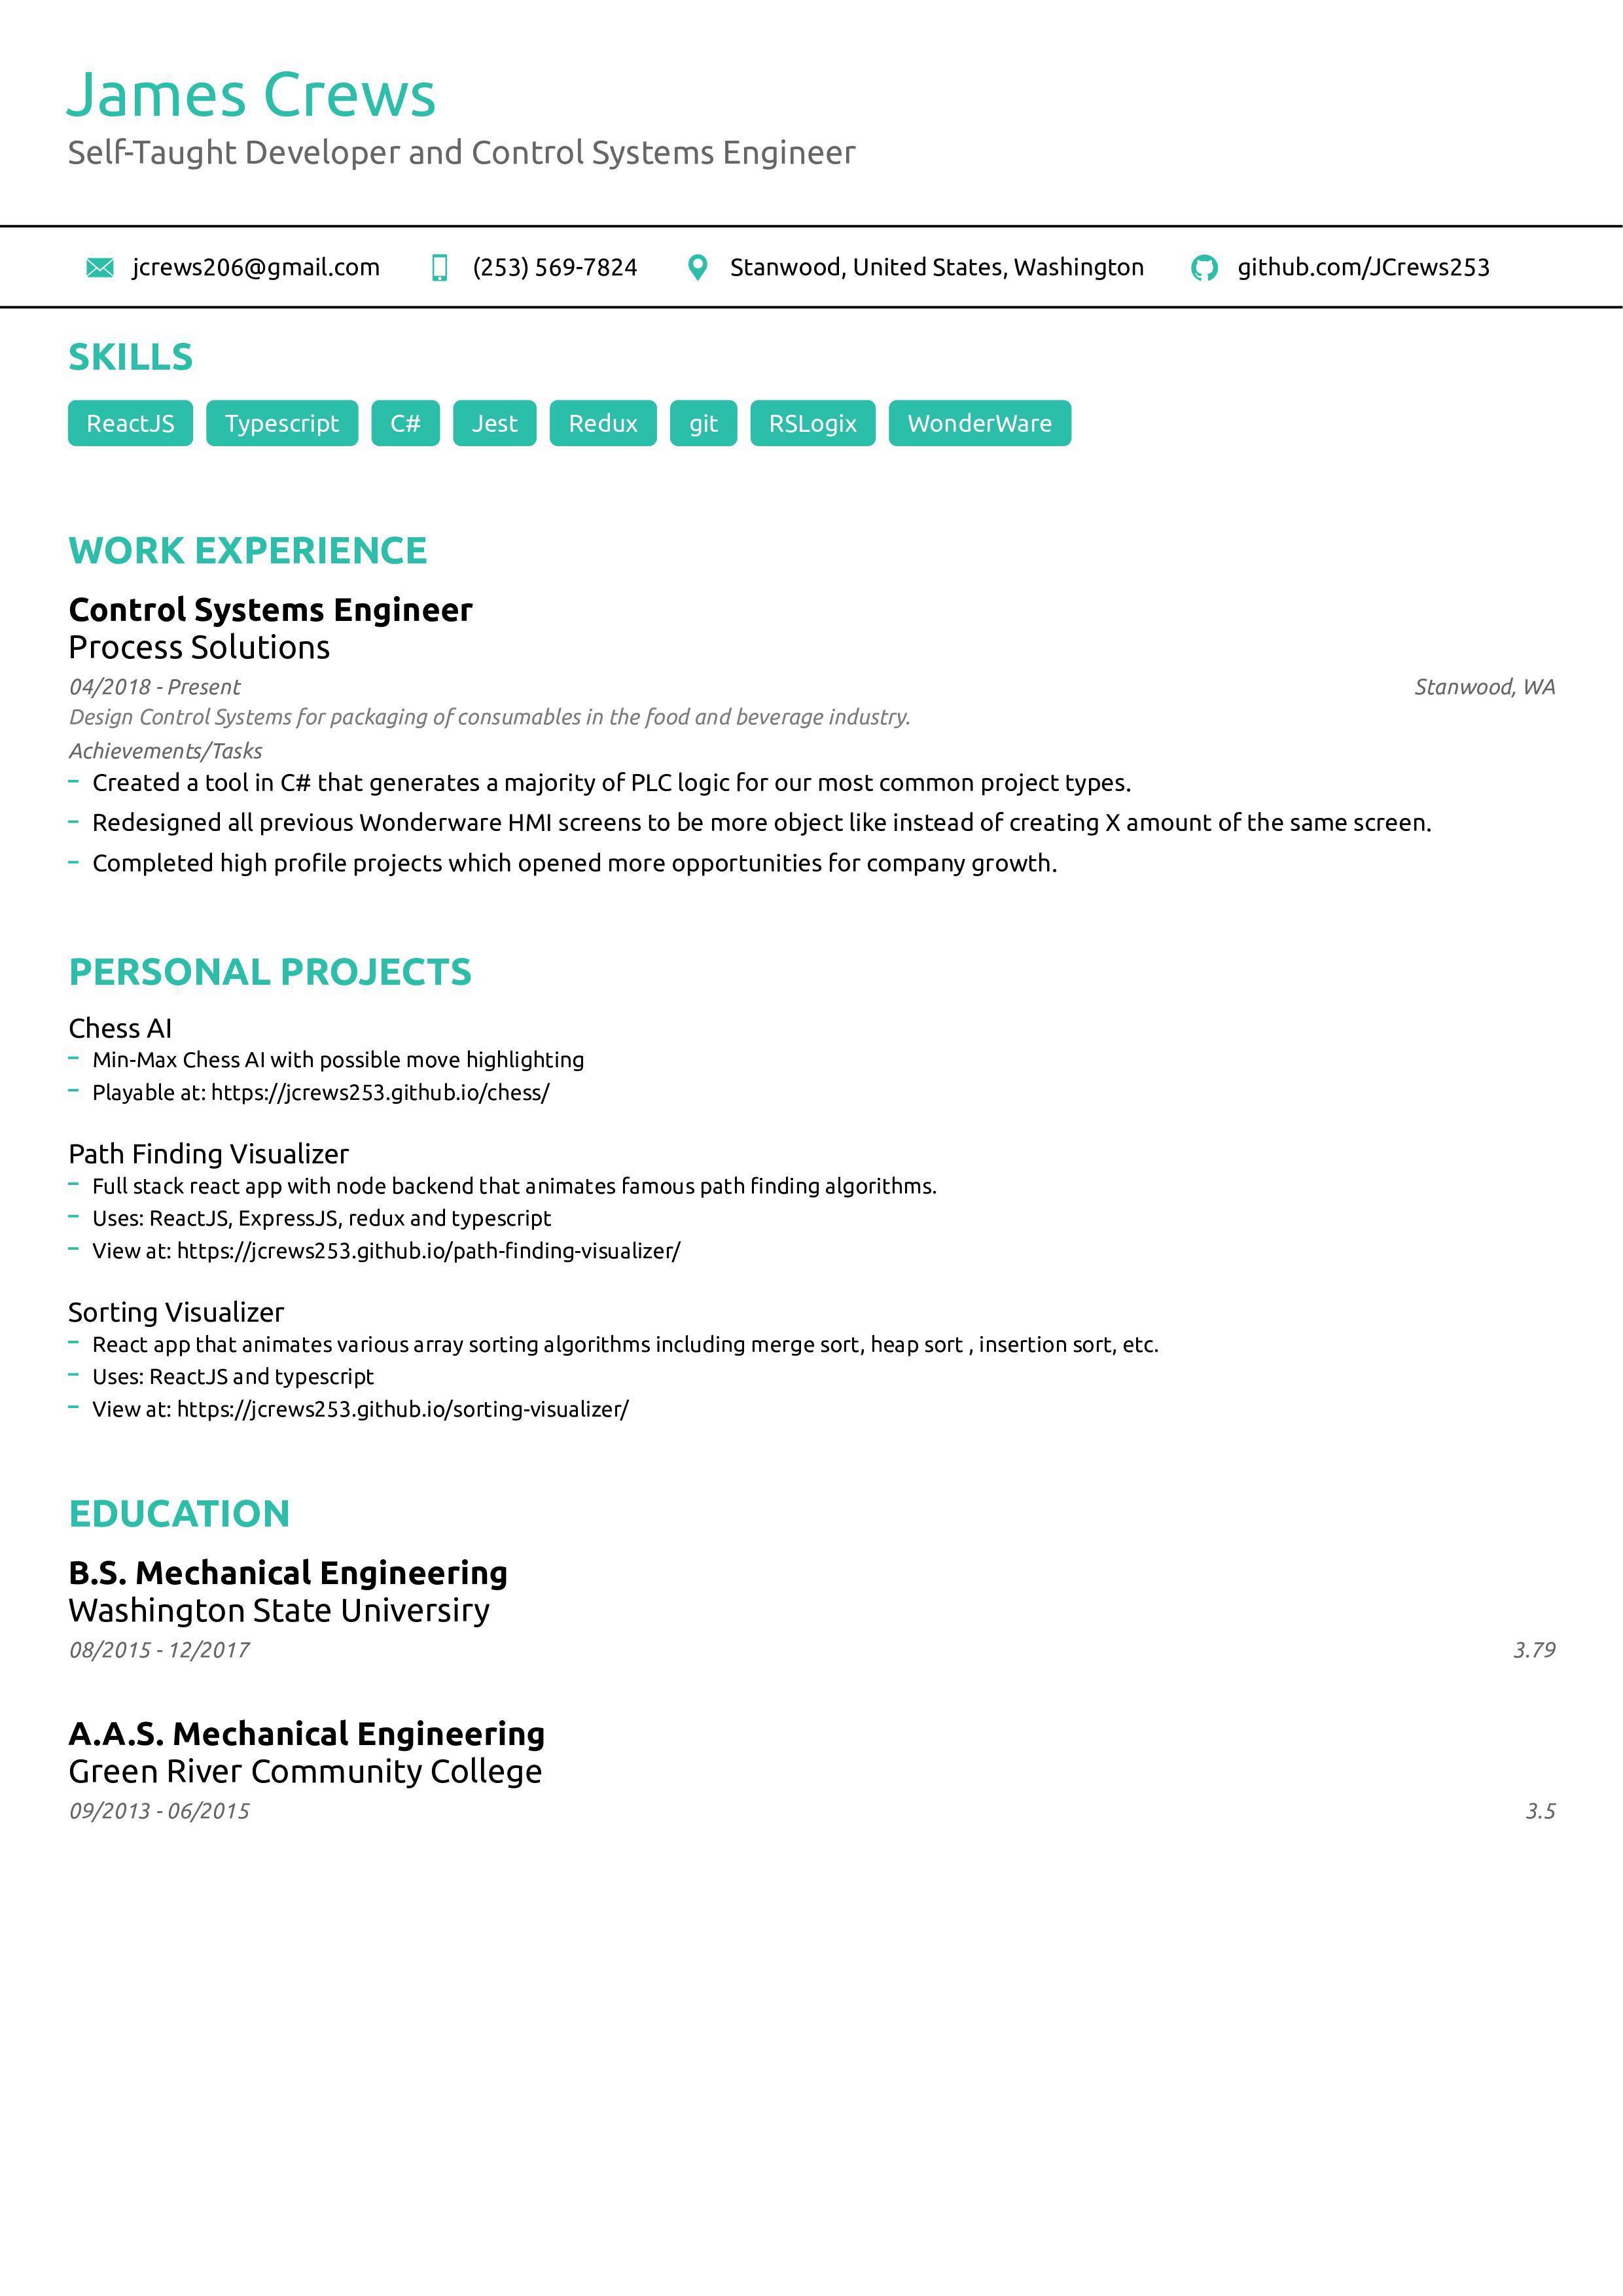 James Crews
Self-Taught Developer and Control Systems Engineer
jcrews206@gmail.com (253) 569-7824 Stanwood, United States, Washington github.com/JCrews253
SKILLS
ReactJS Typescript C# Jest Redux git RSLogix WonderWare
WORK EXPERIENCE
Control Systems Engineer
Process Solutions
04/2018 - Present Stanwood, WA
Design Control Systems for packaging of consumables in the food and beverage industry.
Achievements/Tasks
– Created a tool in C# that generates a majority of PLC logic for our most common project types.
– Redesigned all previous Wonderware HMI screens to be more object like instead of creating X amount of the same screen.
– Completed high profile projects which opened more opportunities for company growth.
PERSONAL PROJECTS
Chess AI
– Min-Max Chess AI with possible move highlighting
– Playable at: https://jcrews253.github.io/chess/
Path Finding Visualizer
– Full stack react app with node backend that animates famous path finding algorithms.
– Uses: ReactJS, ExpressJS, redux and typescript
– View at: https://jcrews253.github.io/path-finding-visualizer/
Sorting Visualizer
– React app that animates various array sorting algorithms including merge sort, heap sort , insertion sort, etc.
– Uses: ReactJS and typescript
– View at: https://jcrews253.github.io/sorting-visualizer/
EDUCATION
B.S. Mechanical Engineering
Washington State Universiry
08/2015 - 12/2017 3.79
A.A.S. Mechanical Engineering
Green River Community College
09/2013 - 06/2015 3.5